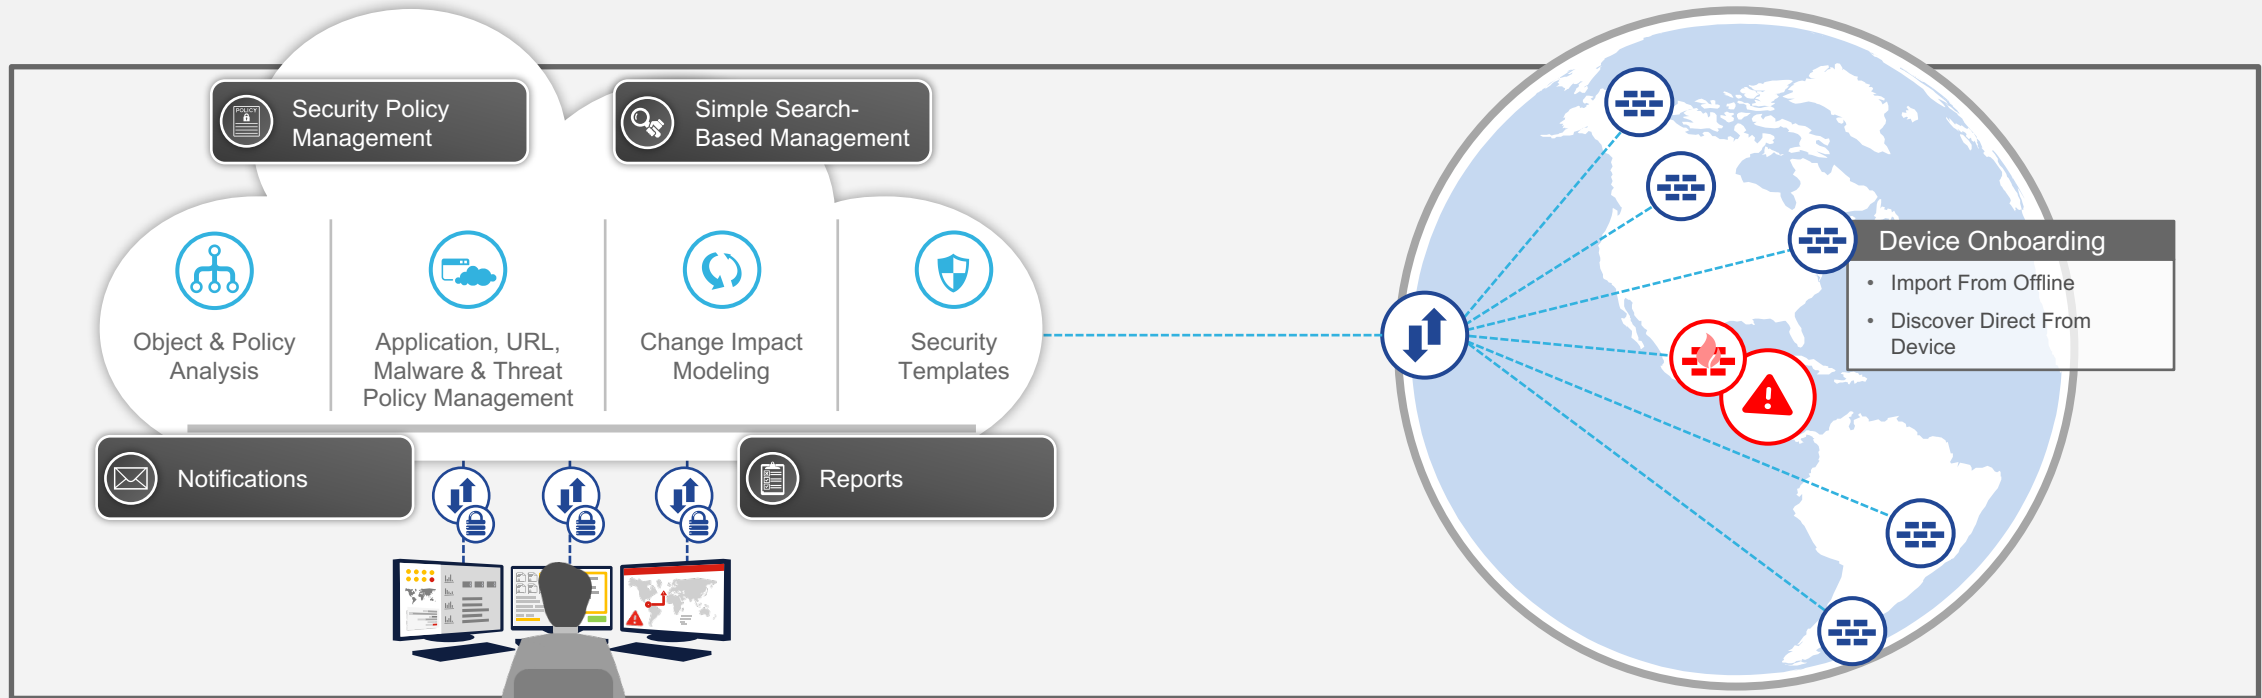 POLICY
Security Policy
Management
Simple Search-
Based Management
Object & Policy
Analysis
Application, URL,
Malware & Threat
Policy Management
Change Impact
Modeling
Security
Templates
Notifications
Reports
Device Onboarding
• Import From Offline
• Discover Direct From
Device